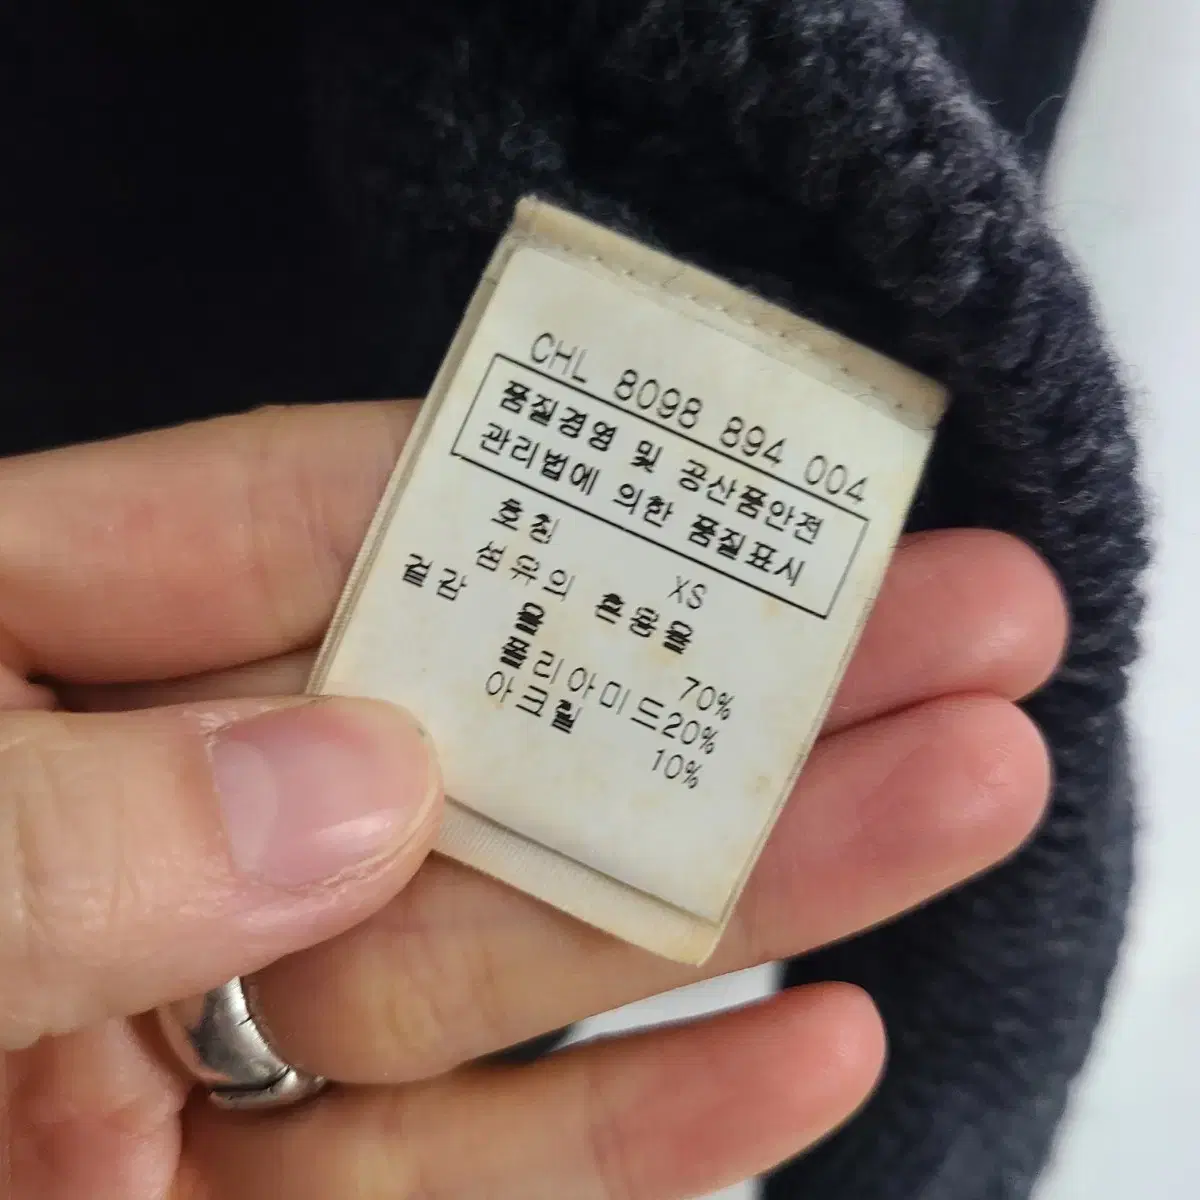 CHL 8098 894 004
품질경영 및 공산품안전
관리법에 의한 품질표시
호칭 XS
섬유의 혼용율
겉감 울 70%
폴리아미드 20%
아크릴 10%